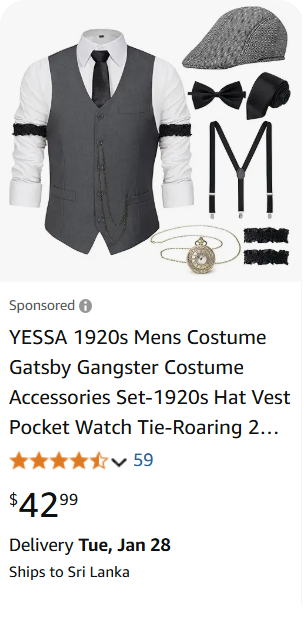 Sponsored
YESSA 1920s Mens Costume
Gatsby Gangster Costume
Accessories Set-1920s Hat Vest
Pocket Watch Tie-Roaring 2...
59
$42.99
Delivery Tue, Jan 28
Ships to Sri Lanka